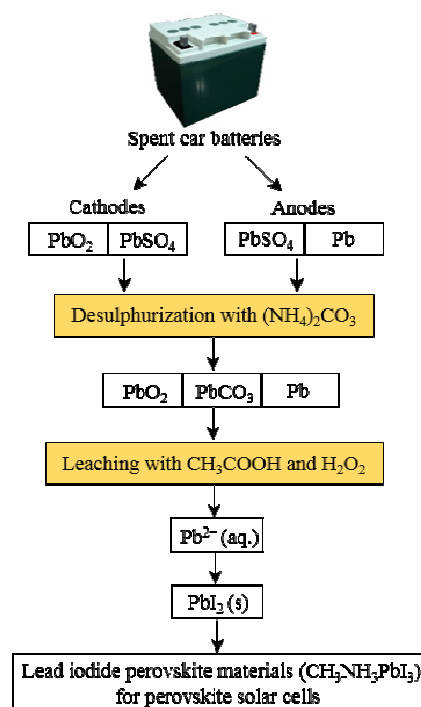 Spent car batteries
Cathodes
Anodes
PbO₂ PbSO₄
PbSO₄ Pb
Desulphurization with (NH₄)₂CO₃
PbO₂ PbCO₃ Pb
Leaching with CH₃COOH and H₂O₂
Pb²⁺ (aq.)
PbI₂ (s)
Lead iodide perovskite materials (CH₃NH₃PbI₃)
for perovskite solar cells